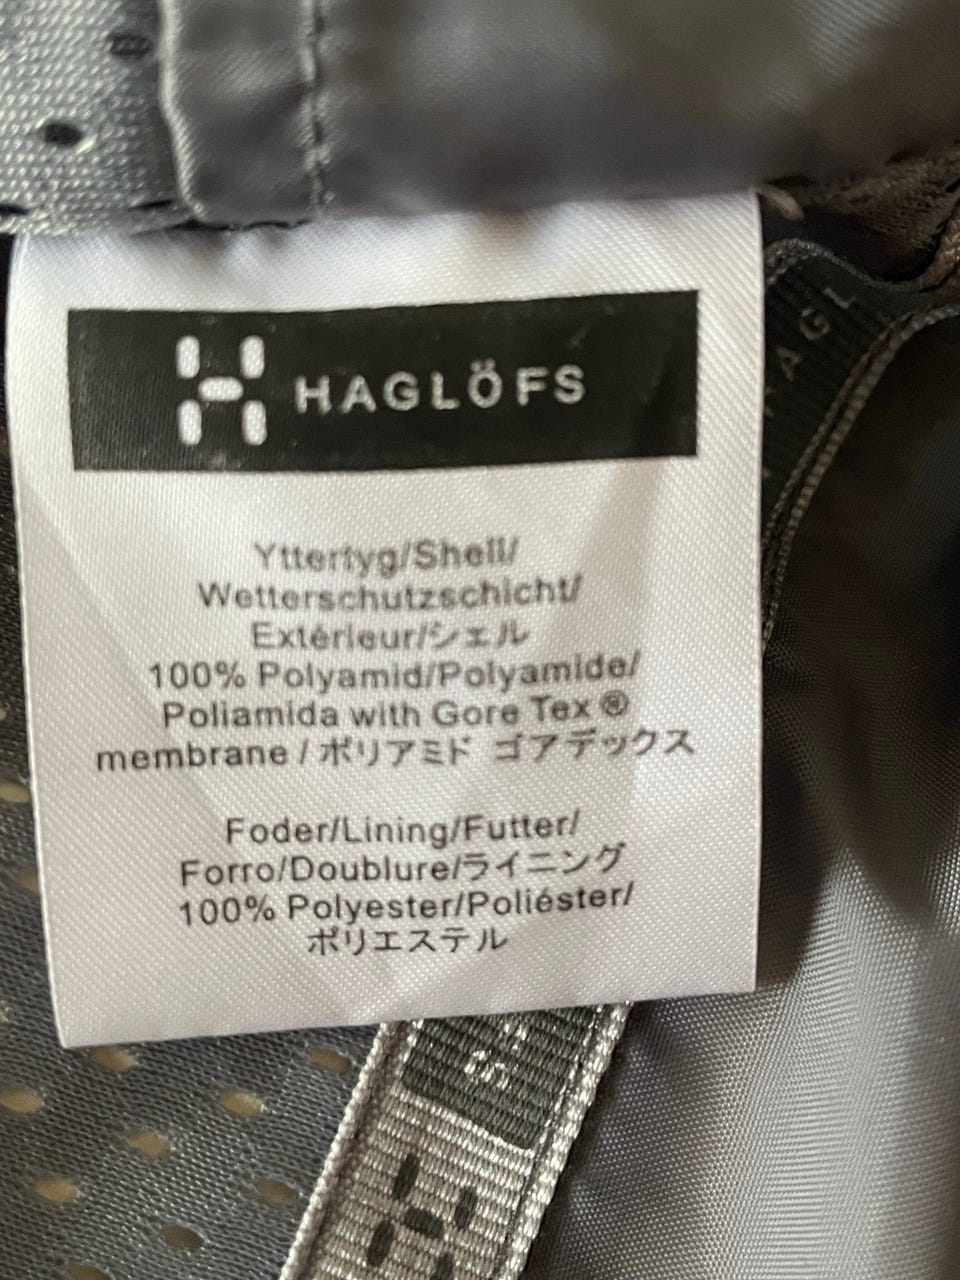 HAGLÖFS
Yttertyg/Shell/
Wetterschutzschicht/
Extérieur/シェル
100% Polyamid/Polyamide/
Poliamida with Gore Tex ®
membrane / ポリアミド ゴアテックス
Foder/Lining/Futter/
Forro/Doublure/ライニング
100% Polyester/Poliéster/
ポリエステル
HAGL